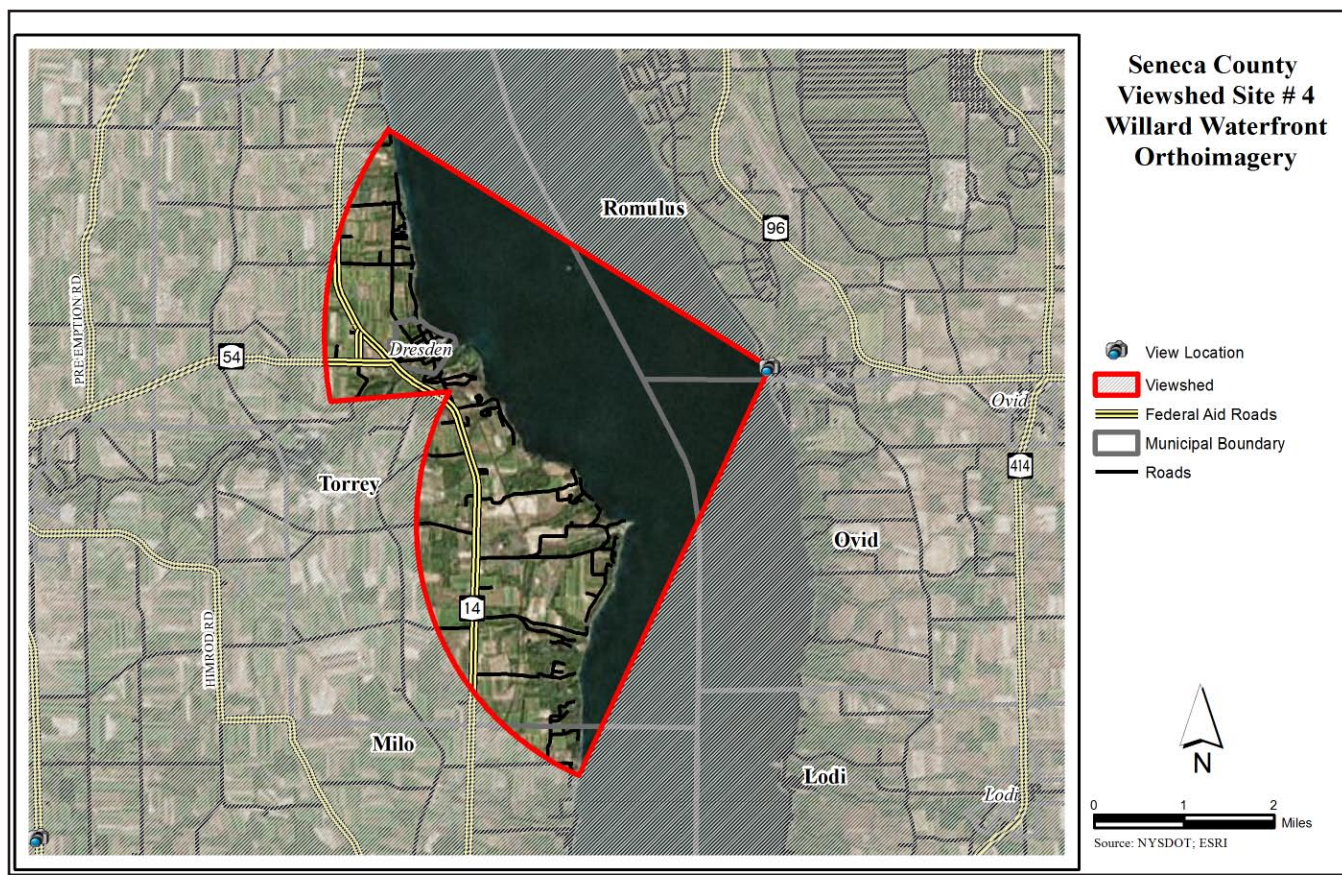 Seneca County
Viewshed Site # 4
Willard Waterfront
Orthoimagery
Romulus
96
PRE EMPTION RD
54
Dresden
Ovid
414
Torrey
Ovid
14
HIMROD RD
Milo
Lodi
Lodi
View Location
Viewshed
Federal Aid Roads
Municipal Boundary
Roads
N
0 1 2
Miles
Source: NYSDOT; ESRI